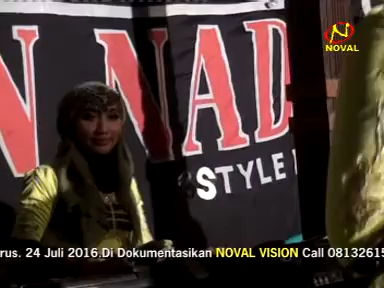 N NAD
STYLE
NOVAL
rus. 24 Juli 2016.Di Dokumentasikan NOVAL VISION Call 08132615